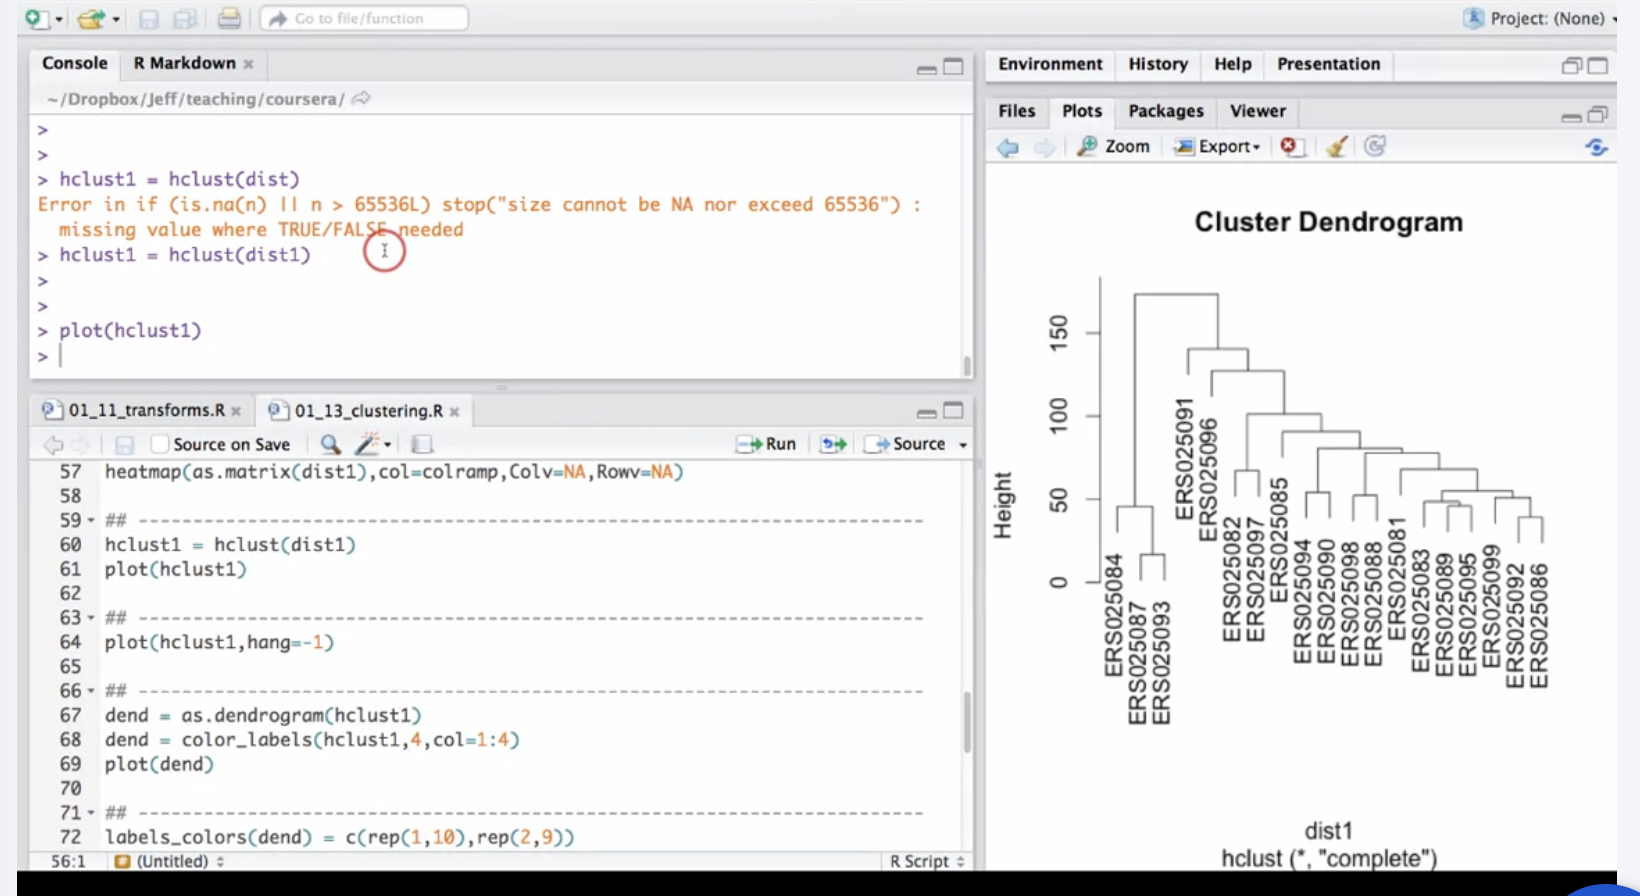 Go to file/function
Project: (None)
Console
R Markdown
~/Dropbox/Jeff/teaching/coursera/
>
>
> hclust1 = hclust(dist)
Error in if (is.na(n) || n > 65536L) stop("size cannot be NA nor exceed 65536") :
  missing value where TRUE/FALSE needed
> hclust1 = hclust(dist1)
>
>
> plot(hclust1)
>
01_11_transforms.R
01_13_clustering.R
Source on Save
Run
Source
57 heatmap(as.matrix(dist1),col=colramp,Colv=NA,Rowv=NA)
58
59 ## -----------------------------------------------------------------
60 hclust1 = hclust(dist1)
61 plot(hclust1)
62
63 ## -----------------------------------------------------------------
64 plot(hclust1,hang=-1)
65
66 ## -----------------------------------------------------------------
67 dend = as.dendrogram(hclust1)
68 dend = color_labels(hclust1,4,col=1:4)
69 plot(dend)
70
71 ## -----------------------------------------------------------------
72 labels_colors(dend) = c(rep(1,10),rep(2,9))
56:1
(Untitled)
R Script
Environment
History
Help
Presentation
Files
Plots
Packages
Viewer
Zoom
Export
Cluster Dendrogram
Height
150
100
50
0
ERS025084
ERS025087
ERS025093
ERS025091
ERS025096
ERS025082
ERS025097
ERS025085
ERS025094
ERS025090
ERS025098
ERS025088
ERS025081
ERS025083
ERS025089
ERS025095
ERS025099
ERS025092
ERS025086
dist1
hclust (*, "complete")